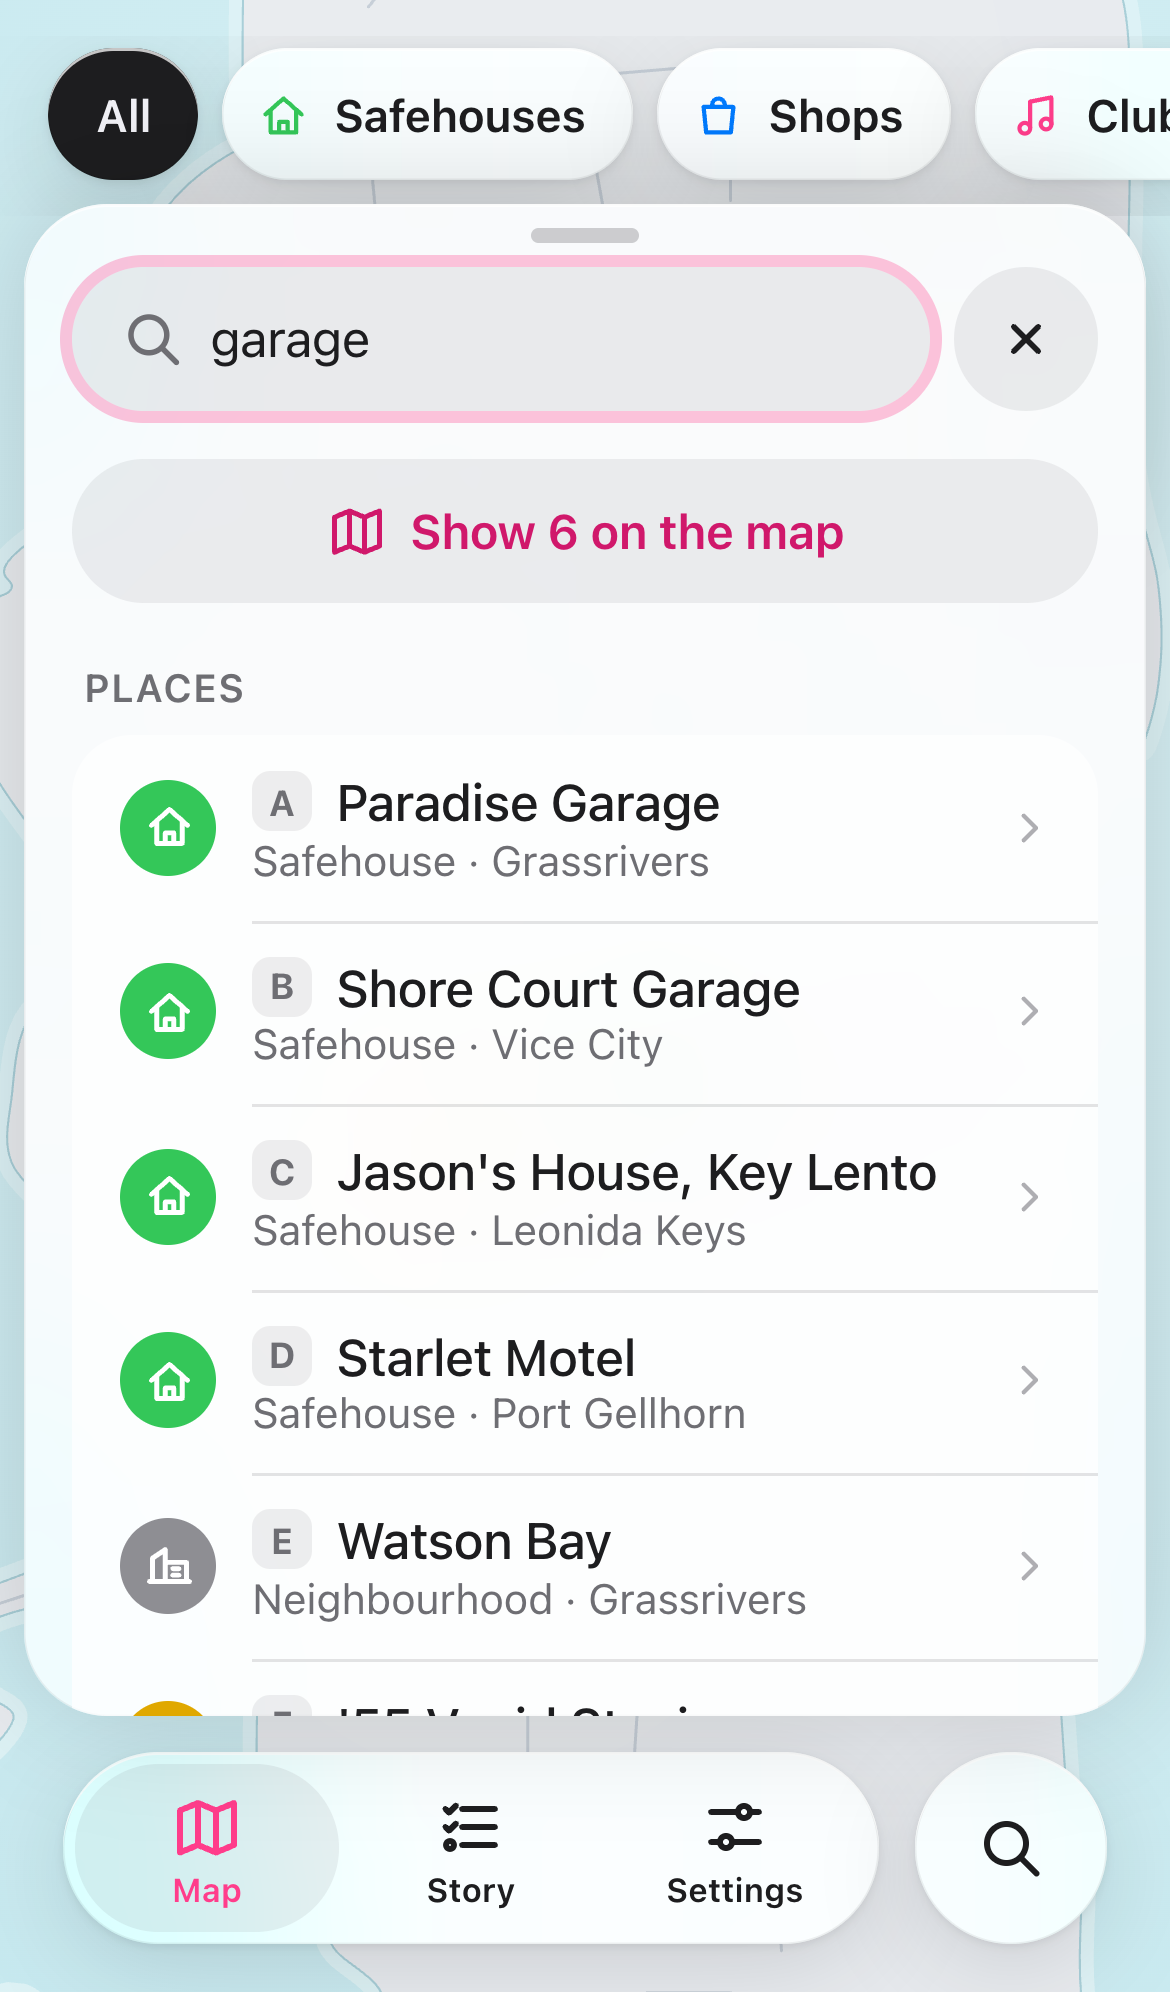 All
Safehouses
Shops
garage
Show 6 on the map
PLACES
A Paradise Garage
Safehouse · Grassrivers
B Shore Court Garage
Safehouse · Vice City
C Jason's House, Key Lento
Safehouse · Leonida Keys
D Starlet Motel
Safehouse · Port Gellhorn
E Watson Bay
Neighbourhood · Grassrivers
Map
Story
Settings